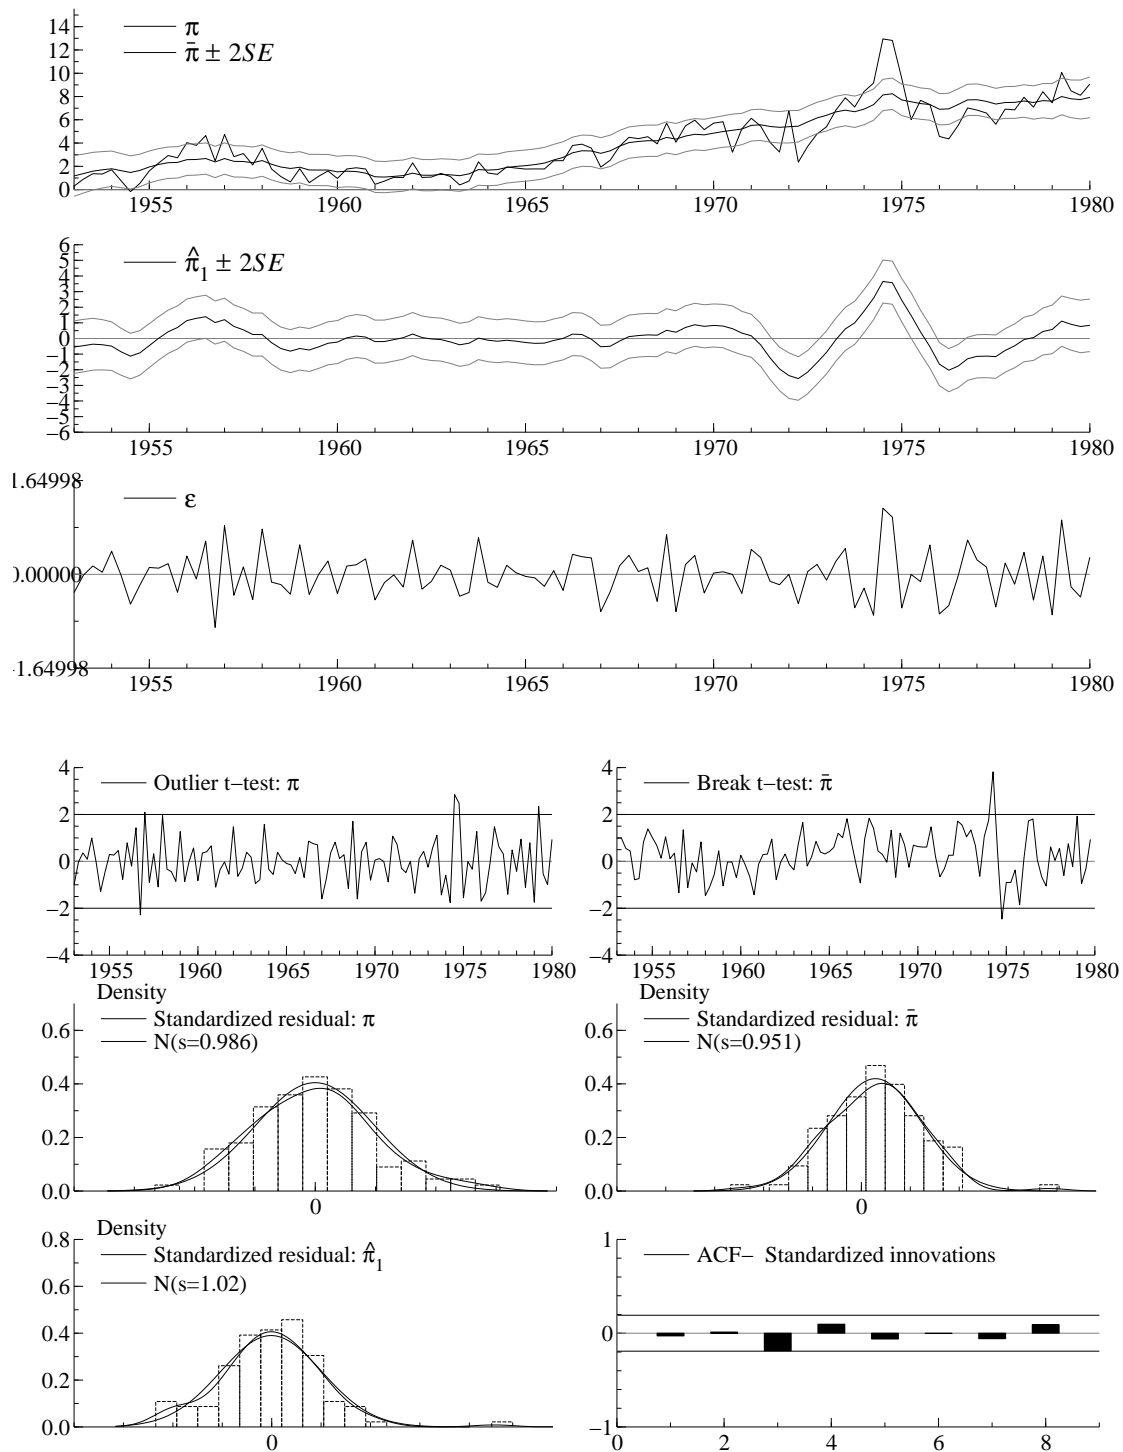 14
π
12
π̄ ± 2SE
10
8
6
4
2
0
1955 1960 1965 1970 1975 1980
6
5
4
3
2
1
0
−1
−2
−3
−4
−5
−6
π̂1 ± 2SE
1955 1960 1965 1970 1975 1980
1.64998
ε
0.00000
-1.64998
1955 1960 1965 1970 1975 1980
4
2
0
−2
−4
Outlier t−test: π
1955 1960 1965 1970 1975 1980
4
2
0
−2
−4
Break t−test: π̄
1955 1960 1965 1970 1975 1980
Density
0.6
0.4
0.2
0.0
Standardized residual: π
N(s=0.986)
0
Density
0.6
0.4
0.2
0.0
Standardized residual: π̄
N(s=0.951)
0
Density
0.8
0.6
0.4
0.2
0.0
Standardized residual: π̂1
N(s=1.02)
0
1
0
−1
ACF− Standardized innovations
0 2 4 6 8